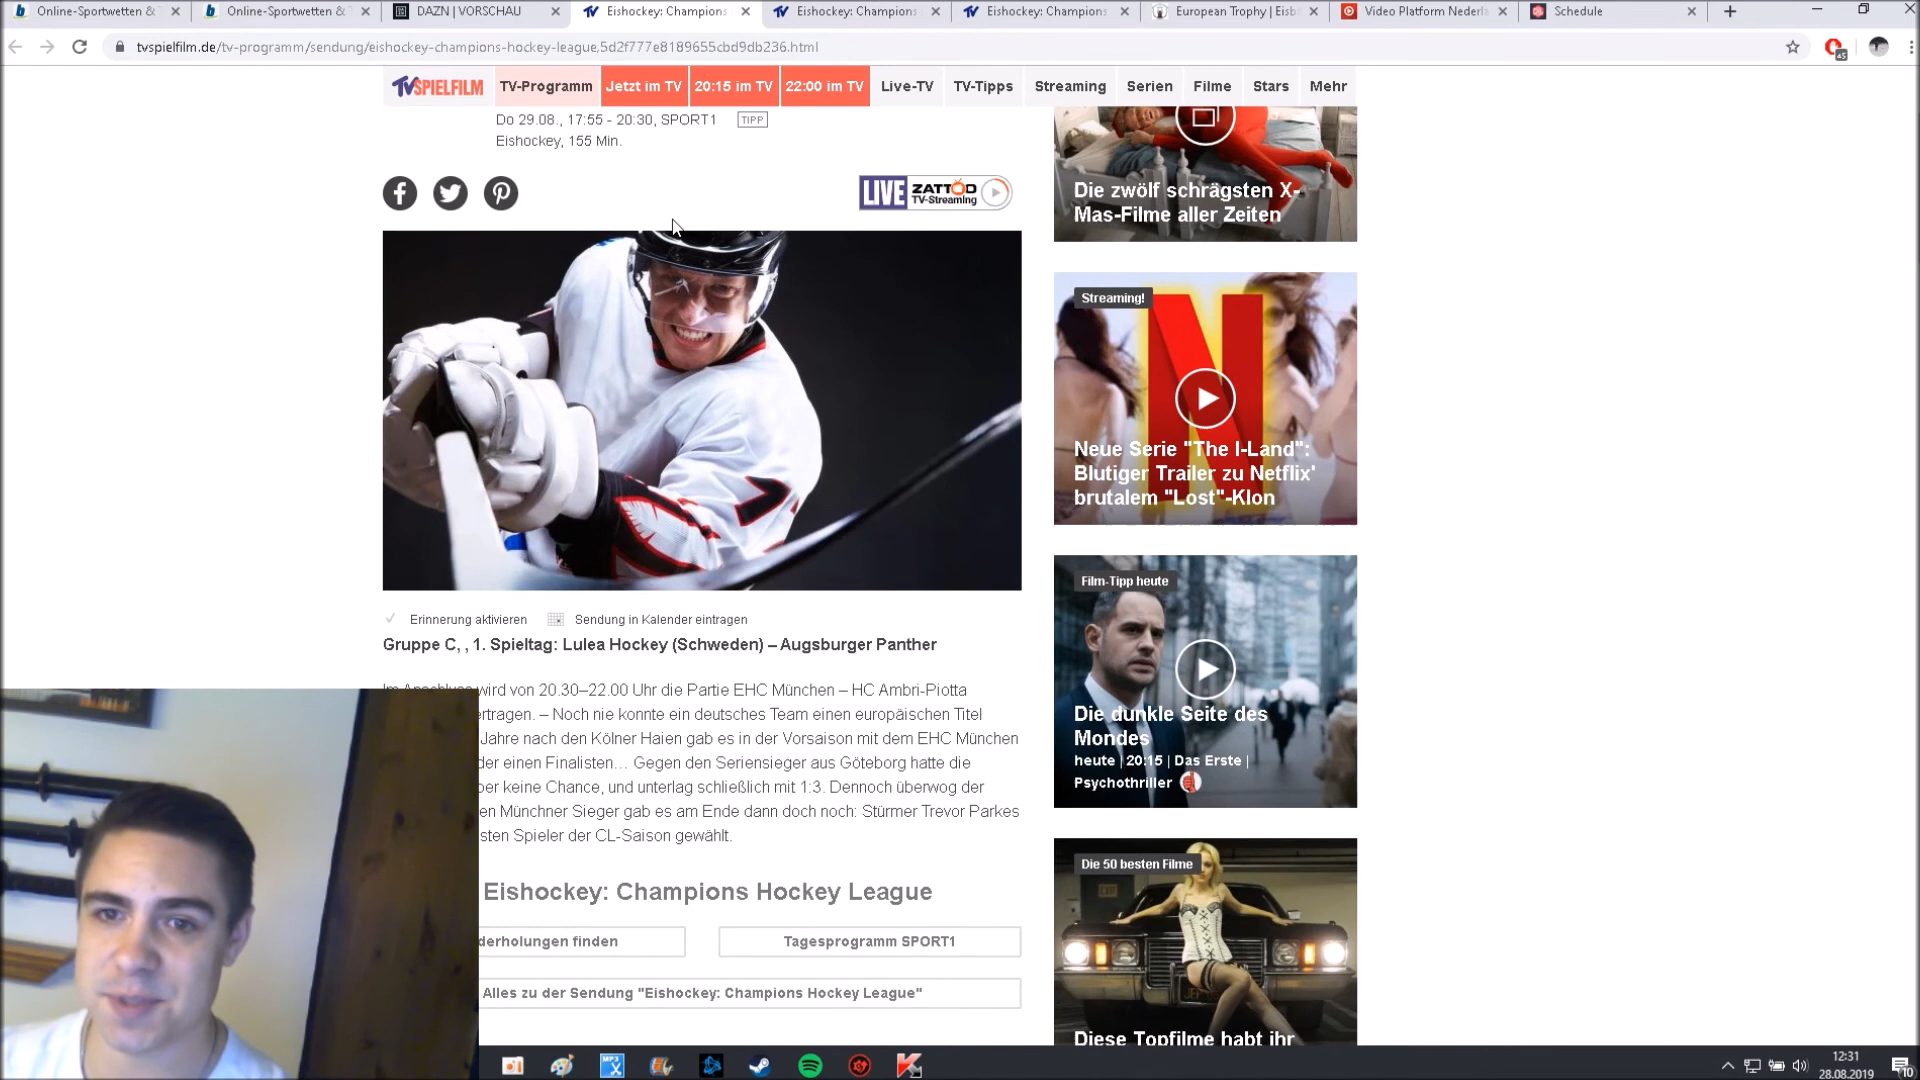 Online-Sportwetten &
Online-Sportwetten &
DAZN | VORSCHAU
Eishockey: Champions
Eishockey: Champions
Eishockey: Champions
European Trophy | Eisb
Video Platform Nederla
Schedule
tvspielfilm.de/tv-programm/sendung/eishockey-champions-hockey-league,5d2f777e8189655cbd9db236.html
45
TVSPIELFILM
TV-Programm
Jetzt im TV
20:15 im TV
22:00 im TV
Live-TV
TV-Tipps
Streaming
Serien
Filme
Stars
Mehr
Do 29.08., 17:55 - 20:30, SPORT1
TIPP
Eishockey, 155 Min.
LIVE ZATTOO
TV-Streaming
Erinnerung aktivieren
Sendung in Kalender eintragen
Gruppe C, , 1. Spieltag: Lulea Hockey (Schweden) – Augsburger Panther
wird von 20.30–22.00 Uhr die Partie EHC München – HC Ambri-Piotta
ertragen. – Noch nie konnte ein deutsches Team einen europäischen Titel
Jahre nach den Kölner Haien gab es in der Vorsaison mit dem EHC München
der einen Finalisten… Gegen den Seriensieger aus Göteborg hatte die
ber keine Chance, und unterlag schließlich mit 1:3. Dennoch überwog der
en Münchner Sieger gab es am Ende dann doch noch: Stürmer Trevor Parkes
sten Spieler der CL-Saison gewählt.
Eishockey: Champions Hockey League
derholungen finden
Tagesprogramm SPORT1
Alles zu der Sendung "Eishockey: Champions Hockey League"
Die zwölf schrägsten X-
Mas-Filme aller Zeiten
Streaming!
Neue Serie "The I-Land":
Blutiger Trailer zu Netflix'
brutalem "Lost"-Klon
Film-Tipp heute
Die dunkle Seite des
Mondes
heute | 20:15 | Das Erste |
Psychothriller
Die 50 besten Filme
Diese Topfilme habt ihr
MP3
12:31
28.08.2019
10